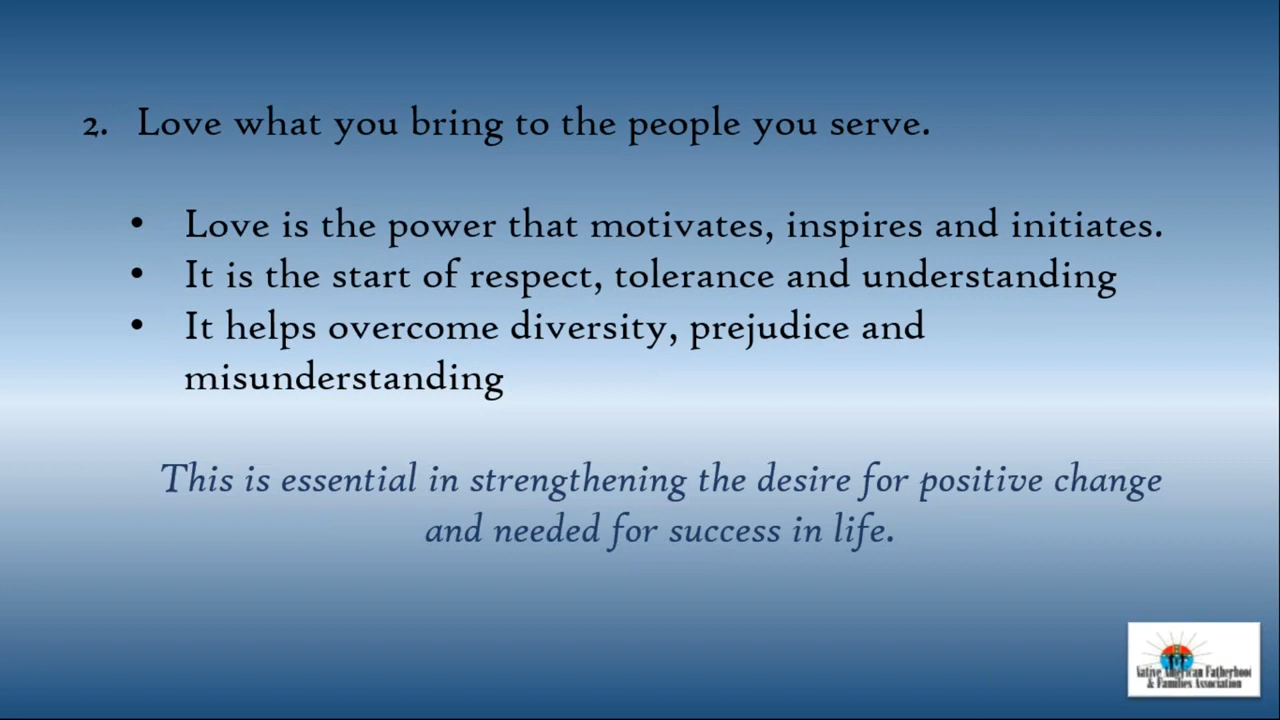 2. Love what you bring to the people you serve.
• Love is the power that motivates, inspires and initiates.
• It is the start of respect, tolerance and understanding
• It helps overcome diversity, prejudice and
misunderstanding
This is essential in strengthening the desire for positive change
and needed for success in life.
Native American Fatherhood
& Families Association